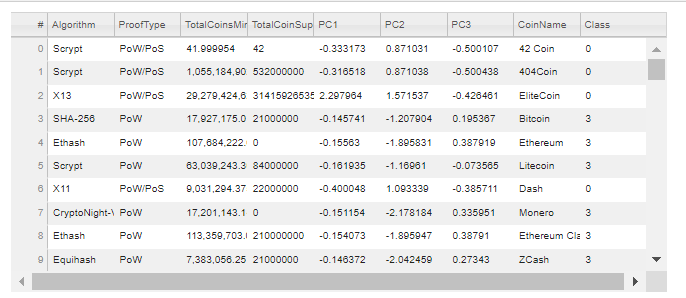 # Algorithm ProofType TotalCoinsMin TotalCoinSup PC1 PC2 PC3 CoinName Class
0 Scrypt PoW/PoS 41.999954 42 -0.333173 0.871031 -0.500107 42 Coin 0
1 Scrypt PoW/PoS 1,055,184,90 532000000 -0.316518 0.871038 -0.500438 404Coin 0
2 X13 PoW/PoS 29,279,424,6 31415926535 2.297964 1.571537 -0.426461 EliteCoin 0
3 SHA-256 PoW 17,927,175.0 21000000 -0.145741 -1.207904 0.195367 Bitcoin 3
4 Ethash PoW 107,684,222. 0 -0.15563 -1.895831 0.387919 Ethereum 3
5 Scrypt PoW 63,039,243.3 84000000 -0.161935 -1.16961 -0.073565 Litecoin 3
6 X11 PoW/PoS 9,031,294.37 22000000 -0.400048 1.093339 -0.385711 Dash 0
7 CryptoNight-V PoW 17,201,143.1 0 -0.151154 -2.178184 0.335951 Monero 3
8 Ethash PoW 113,359,703. 210000000 -0.154073 -1.895947 0.38791 Ethereum Cla 3
9 Equihash PoW 7,383,056.25 21000000 -0.146372 -2.042459 0.27343 ZCash 3